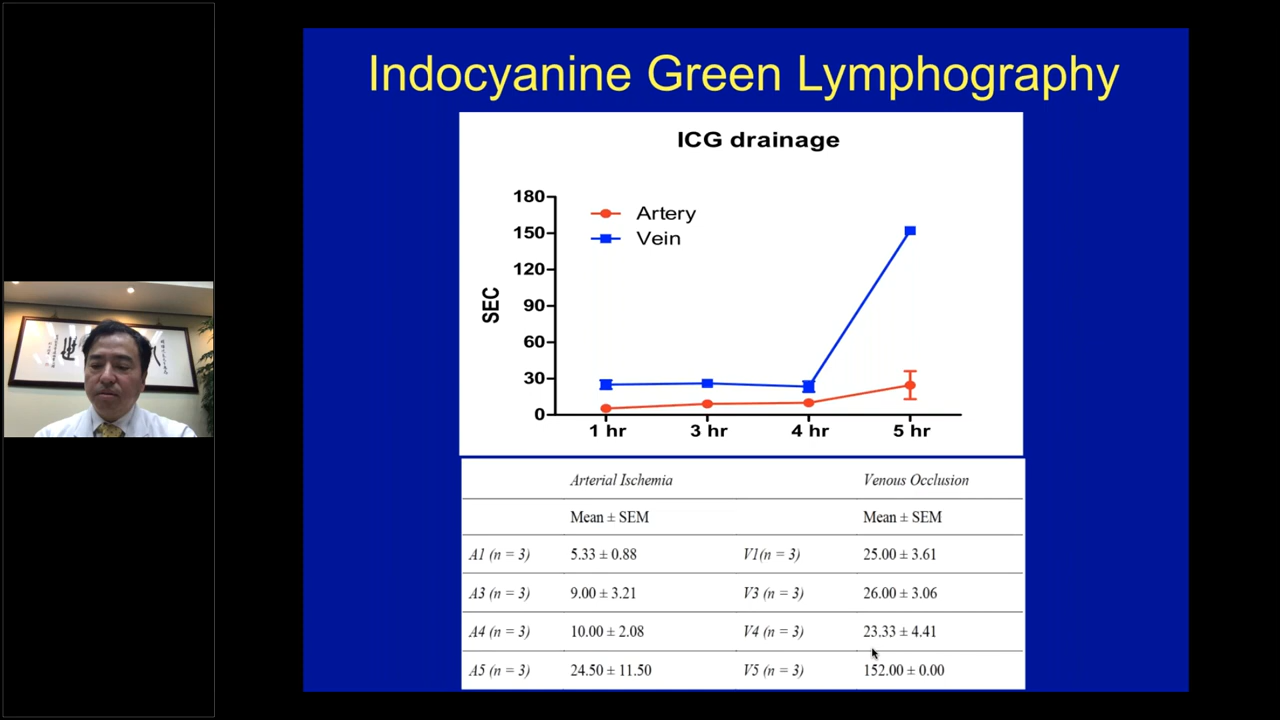 Indocyanine Green Lymphography
ICG drainage
180
150
120
90
60
30
0
SEC
Artery
Vein
1 hr 3 hr 4 hr 5 hr
Arterial Ischemia Venous Occlusion
Mean ± SEM Mean ± SEM
A1 (n = 3) 5.33 ± 0.88 V1(n = 3) 25.00 ± 3.61
A3 (n = 3) 9.00 ± 3.21 V3 (n = 3) 26.00 ± 3.06
A4 (n = 3) 10.00 ± 2.08 V4 (n = 3) 23.33 ± 4.41
A5 (n = 3) 24.50 ± 11.50 V5 (n = 3) 152.00 ± 0.00